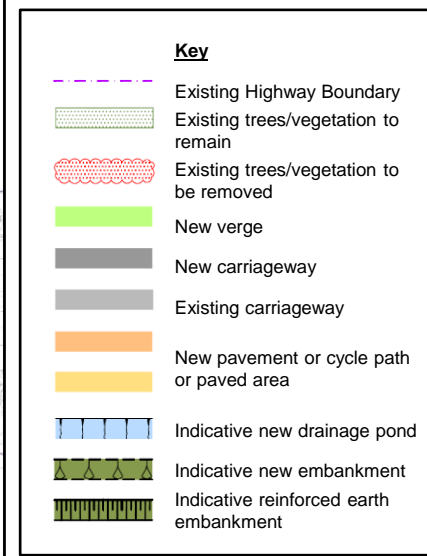 Key
Existing Highway Boundary
Existing trees/vegetation to
remain
Existing trees/vegetation to
be removed
New verge
New carriageway
Existing carriageway
New pavement or cycle path
or paved area
Indicative new drainage pond
Indicative new embankment
Indicative reinforced earth
embankment